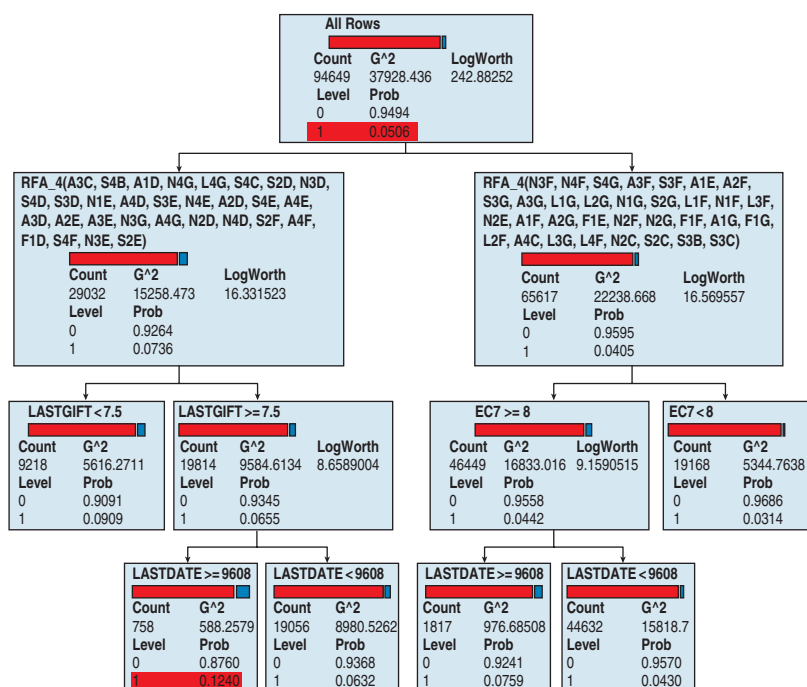 All Rows
Count G^2 LogWorth
94649 37928.436 242.88252
Level Prob
0 0.9494
1 0.0506
RFA_4(A3C, S4B, A1D, N4G, L4G, S4C, S2D, N3D,
S4D, S3D, N1E, A4D, S3E, N4E, A2D, S4E, A4E,
A3D, A2E, A3E, N3G, A4G, N2D, N4D, S2F, A4F,
F1D, S4F, N3E, S2E)
Count G^2 LogWorth
29032 15258.473 16.331523
Level Prob
0 0.9264
1 0.0736
RFA_4(N3F, N4F, S4G, A3F, S3F, A1E, A2F,
S3G, A3G, L1G, L2G, N1G, S2G, L1F, N1F, L3F,
N2E, A1F, A2G, F1E, N2F, N2G, F1F, A1G, F1G,
L2F, A4C, L3G, L4F, N2C, S2C, S3B, S3C)
Count G^2 LogWorth
65617 22238.668 16.569557
Level Prob
0 0.9595
1 0.0405
LASTGIFT<7.5
Count G^2
9218 5616.2711
Level Prob
0 0.9091
1 0.0909
LASTGIFT>=7.5
Count G^2 LogWorth
19814 9584.6134 8.6589004
Level Prob
0 0.9345
1 0.0655
EC7>=8
Count G^2 LogWorth
46449 16833.016 9.1590515
Level Prob
0 0.9558
1 0.0442
EC7<8
Count G^2
19168 5344.7638
Level Prob
0 0.9686
1 0.0314
LASTDATE>=9608
Count G^2
758 588.2579
Level Prob
0 0.8760
1 0.1240
LASTDATE<9608
Count G^2
19056 8980.5262
Level Prob
0 0.9368
1 0.0632
LASTDATE>=9608
Count G^2
1817 976.68508
Level Prob
0 0.9241
1 0.0759
LASTDATE<9608
Count G^2
44632 15818.7
Level Prob
0 0.9570
1 0.0430